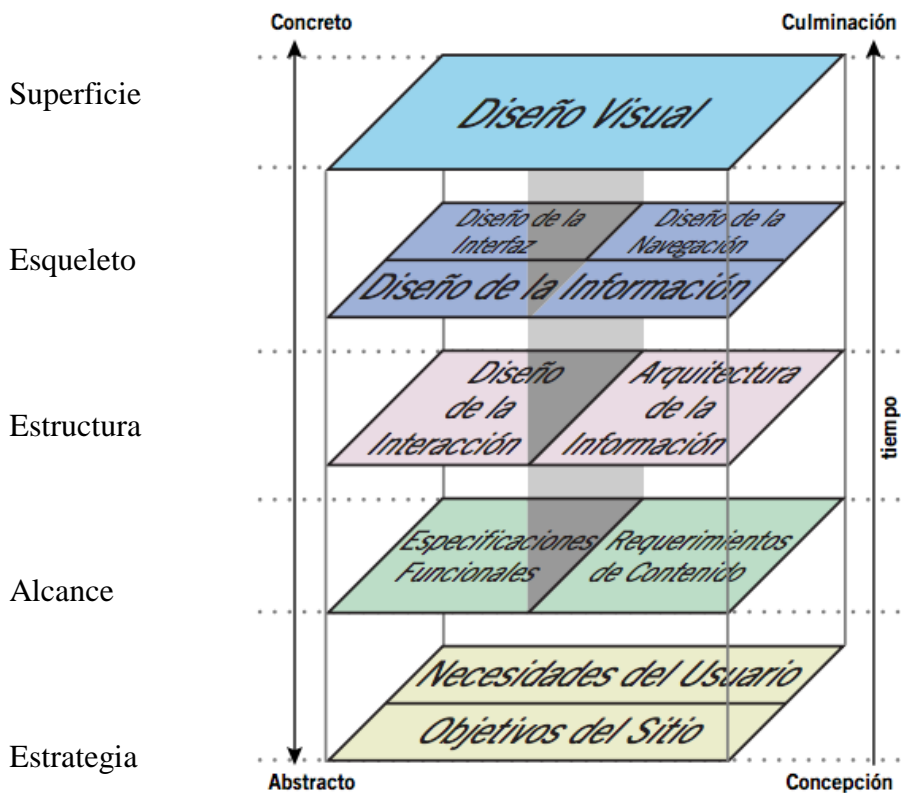 Concreto
Culminación
Superficie
Diseño Visual
Esqueleto
Diseño de la
Interfaz
Diseño de la
Navegación
Diseño de la Información
Estructura
Diseño
de la
Interacción
Arquitectura
de la
Información
tiempo
Alcance
Especificaciones
Funcionales
Requerimientos
de Contenido
Necesidades del Usuario
Objetivos del Sitio
Estrategia
Abstracto
Concepción